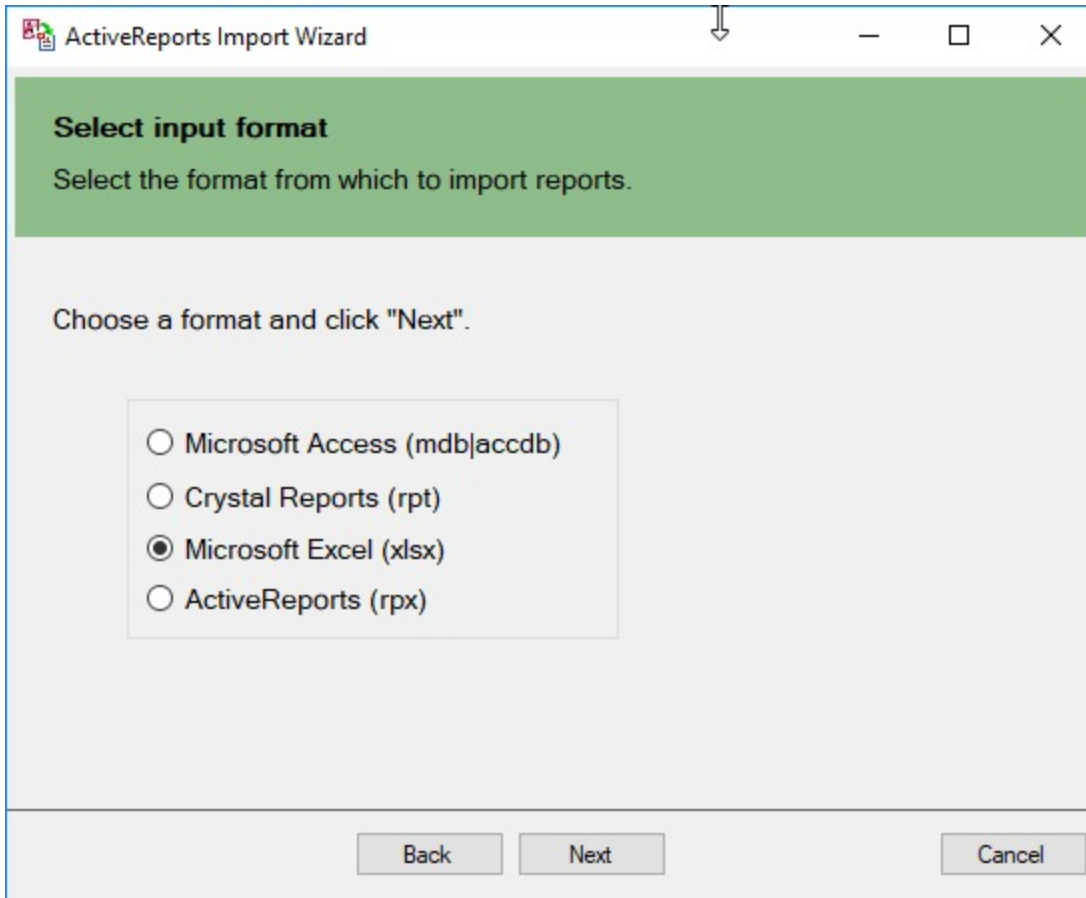 ActiveReports Import Wizard
Select input format
Select the format from which to import reports.
Choose a format and click "Next".
Microsoft Access (mdb|accdb)
Crystal Reports (rpt)
Microsoft Excel (xlsx)
ActiveReports (rpx)
Back Next Cancel